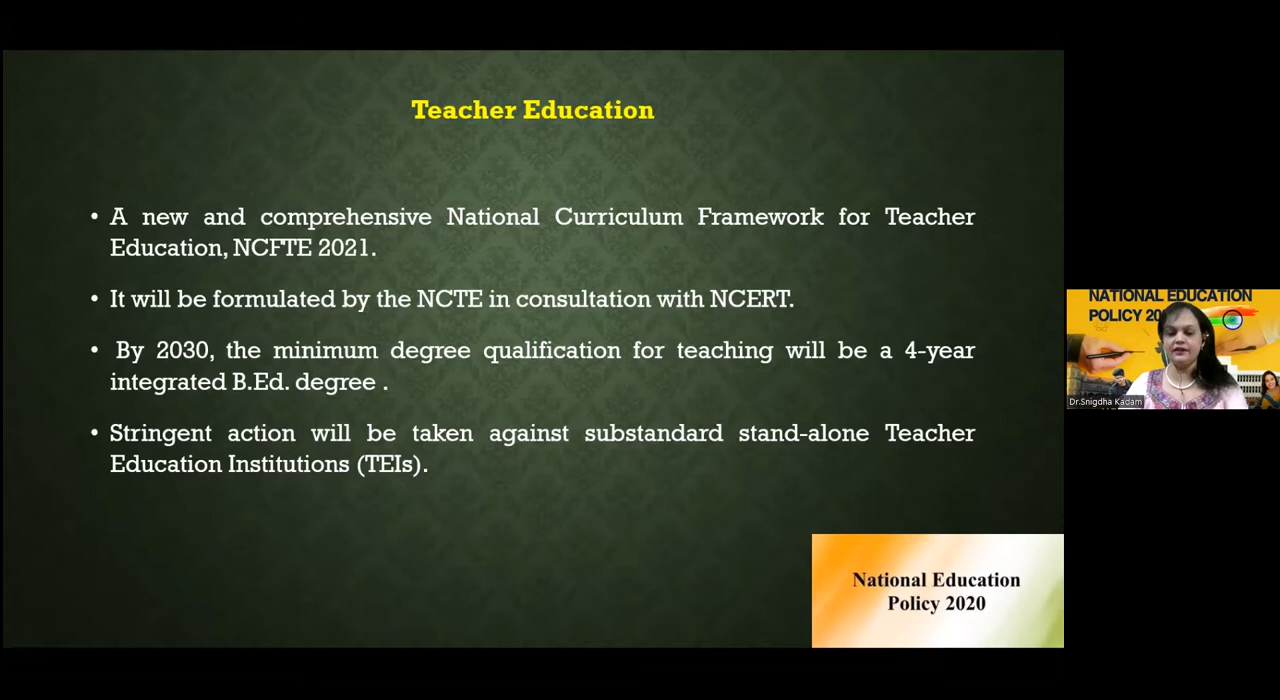 Teacher Education
• A new and comprehensive National Curriculum Framework for Teacher
Education, NCFTE 2021.
• It will be formulated by the NCTE in consultation with NCERT.
• By 2030, the minimum degree qualification for teaching will be a 4-year
integrated B.Ed. degree .
• Stringent action will be taken against substandard stand-alone Teacher
Education Institutions (TEIs).
National Education
Policy 2020
NATIONAL EDUCATION
POLICY 20
Dr.Snigdha Kadam